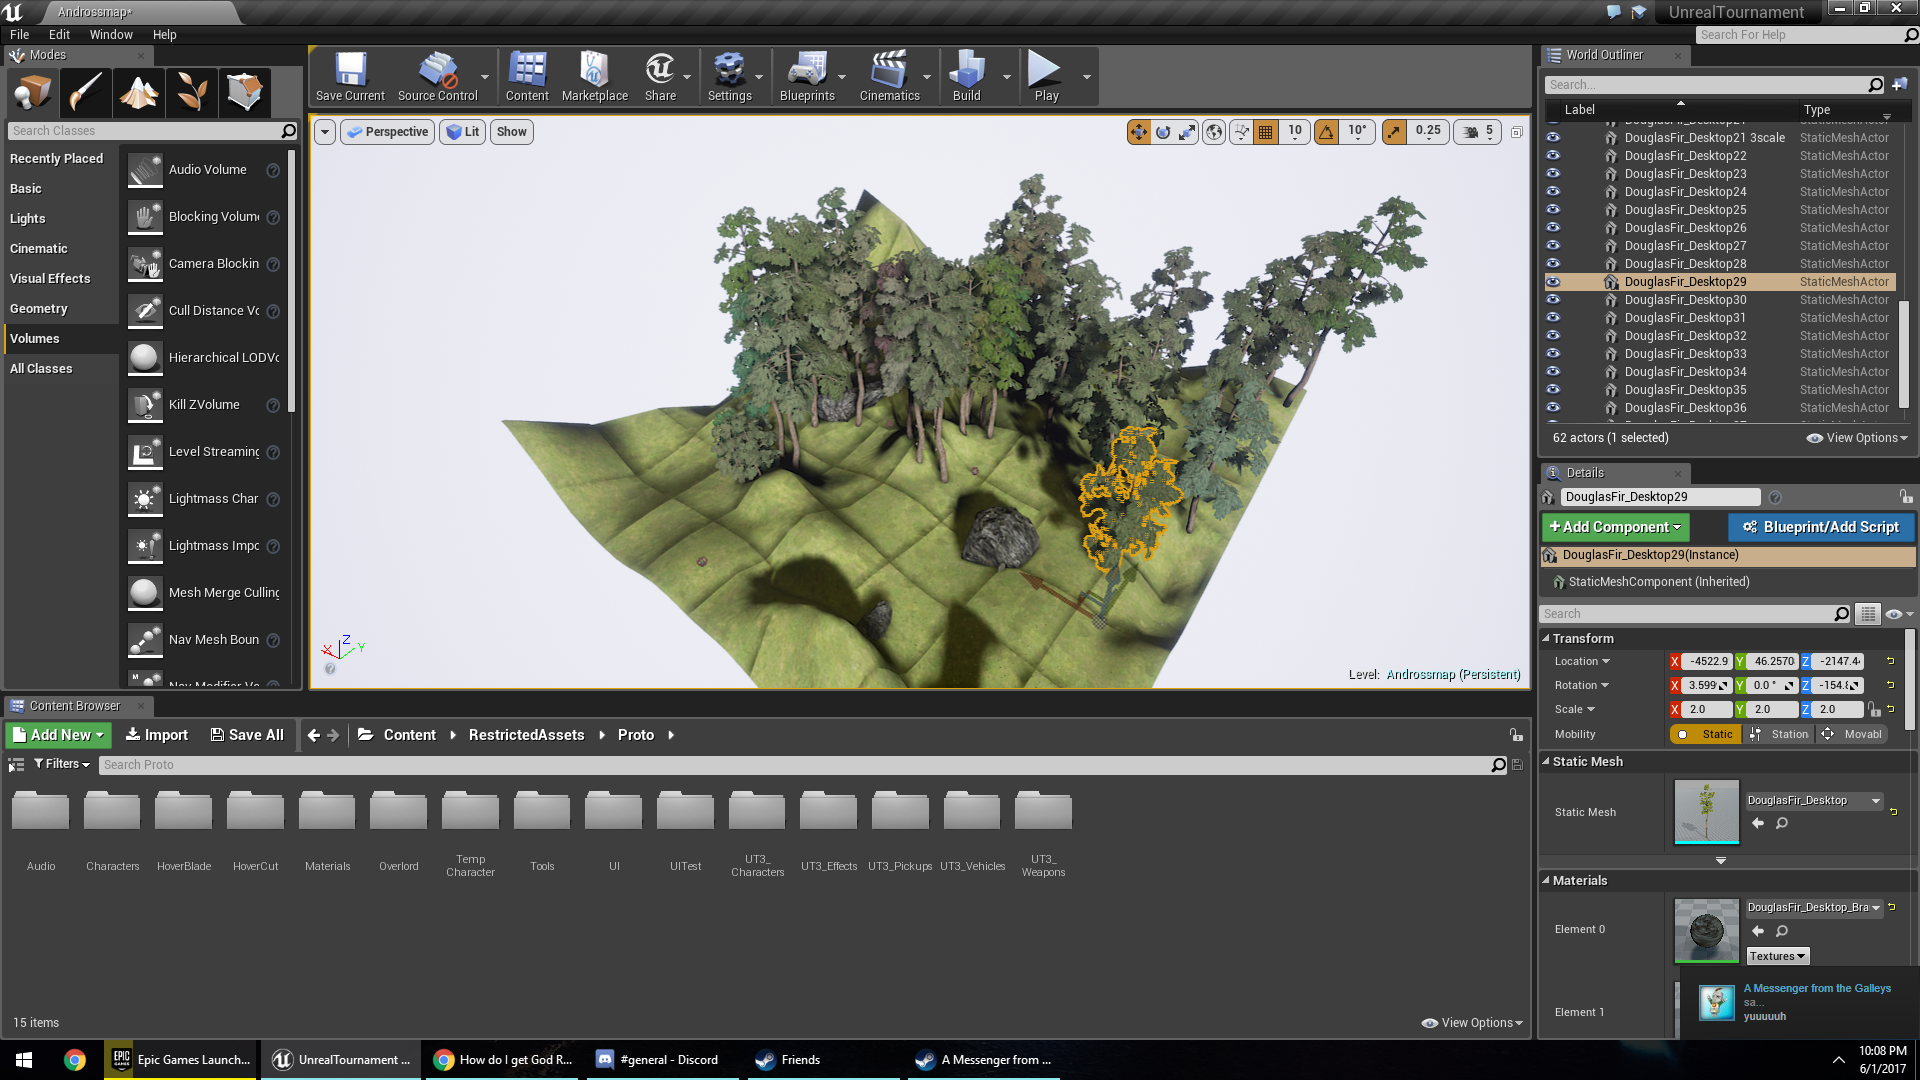 Androssmap*
UnrealTournament
File Edit Window Help
Search For Help
Modes
Search Classes
Recently Placed
Basic
Lights
Cinematic
Visual Effects
Geometry
Volumes
All Classes
Audio Volume
Blocking Volume
Camera Blockin
Cull Distance Vc
Hierarchical LODVc
Kill ZVolume
Level Streaming
Lightmass Char
Lightmass Impc
Mesh Merge Culling
Nav Mesh Boun
Save Current
Source Control
Content
Marketplace
Share
Settings
Blueprints
Cinematics
Build
Play
Perspective
Lit
Show
10
10°
0.25
5
X
Z
Y
Level: Androssmap (Persistent)
World Outliner
Search...
Label Type
DouglasFir_Desktop21 3scale StaticMeshActor
DouglasFir_Desktop22 StaticMeshActor
DouglasFir_Desktop23 StaticMeshActor
DouglasFir_Desktop24 StaticMeshActor
DouglasFir_Desktop25 StaticMeshActor
DouglasFir_Desktop26 StaticMeshActor
DouglasFir_Desktop27 StaticMeshActor
DouglasFir_Desktop28 StaticMeshActor
DouglasFir_Desktop29 StaticMeshActor
DouglasFir_Desktop30 StaticMeshActor
DouglasFir_Desktop31 StaticMeshActor
DouglasFir_Desktop32 StaticMeshActor
DouglasFir_Desktop33 StaticMeshActor
DouglasFir_Desktop34 StaticMeshActor
DouglasFir_Desktop35 StaticMeshActor
DouglasFir_Desktop36 StaticMeshActor
62 actors (1 selected)
View Options
Details
DouglasFir_Desktop29
+Add Component
Blueprint/Add Script
DouglasFir_Desktop29(Instance)
StaticMeshComponent (Inherited)
Search
Transform
Location X -4522.9 Y 46.2570 Z -2147.4
Rotation X 3.599 Y 0.0 ° Z -154.8
Scale X 2.0 Y 2.0 Z 2.0
Mobility Static Station Movabl
Static Mesh
Static Mesh
DouglasFir_Desktop
Materials
Element 0
DouglasFir_Desktop_Bra
Textures
Element 1
A Messenger from the Galleys
sa...
yuuuuuh
Content Browser
Add New
Import
Save All
Content
RestrictedAssets
Proto
Filters
Search Proto
Audio
Characters
HoverBlade
HoverCut
Materials
Overlord
Temp
Character
Tools
UI
UITest
UT3_
Characters
UT3_Effects
UT3_Pickups
UT3_Vehicles
UT3_
Weapons
15 items
View Options
Epic Games Launch...
UnrealTournament ...
How do I get God R...
#general - Discord
Friends
A Messenger from ...
10:08 PM
6/1/2017